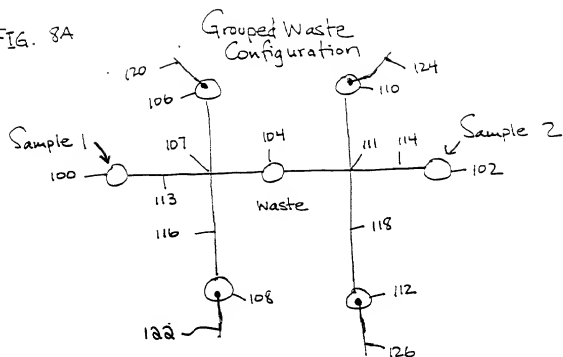 FIG. 8A
Grouped Waste
Configuration
120
124
106
110
Sample 1
107
104
111
114
Sample 2
100
102
113
Waste
116
118
108
112
122
126